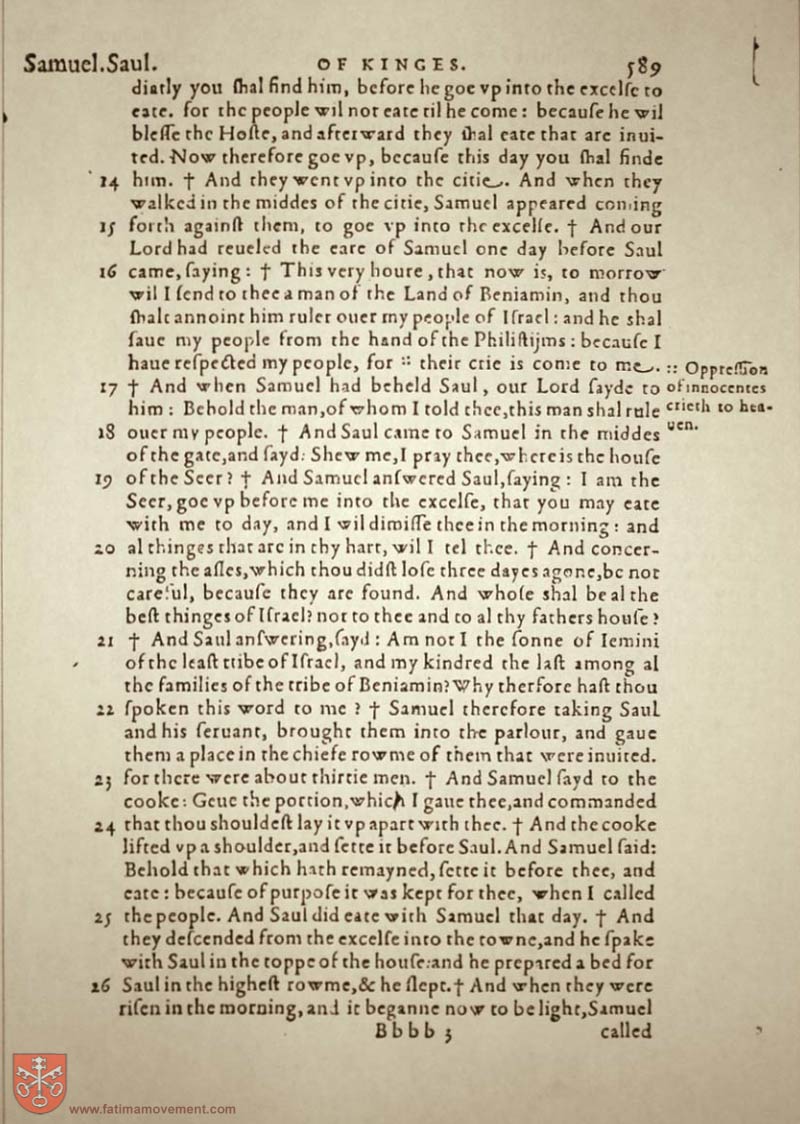 Samuel.Saul. OF KINGES. 589
diatly you ſhal find him, before he goe vp into the excelſe to
eate. for the people wil not eate til he come: becauſe he wil
bleſſe the Hoſte, and afterward they ſhal eate that are inui-
ted. Now therefore goe vp, becauſe this day you ſhal finde
14 him. † And they went vp into the citie. And when they
walked in the middes of the citie, Samuel appeared coming
15 forth againſt them, to goe vp into the excelſe. † And our
Lord had reueled the eare of Samuel one day before Saul
16 came, ſaying: † This very houre, that now is, to morrow
wil I ſend to thee a man of the Land of Beniamin, and thou
ſhalt annoint him ruler ouer my people of Iſrael: and he shal
ſaue my people from the hand of the Philiſtijms: becauſe I
haue reſpected my people, for :: their crie is come to me. :: Oppreſſion
17 † And when Samuel had beheld Saul, our Lord ſayde to of innocentes
him: Behold the man, of whom I told thee, this man shal rule crieth to hea-
18 ouer my people. † And Saul came to Samuel in the middes uen.
of the gate, and ſayd: Shew me, I pray thee, where is the houſe
19 of the Seer? † And Samuel anſwered Saul, ſaying: I am the
Seer, goe vp before me into the excelſe, that you may eate
with me to day, and I wil dimiſſe thee in the morning: and
20 al thinges that are in thy hart, wil I tel thee. † And concer-
ning the aſſes, which thou didſt loſe three dayes agone, be not
careful, becauſe they are found. And whoſe shal be al the
beſt thinges of Iſrael? not to thee and to al thy fathers houſe?
21 † And Saul anſwering, ſayd: Am not I the ſonne of Iemini
of the leaſt tribe of Iſrael, and my kindred the laſt among al
the families of the tribe of Beniamin? Why therfore haſt thou
22 ſpoken this word to me? † Samuel therefore taking Saul
and his ſeruant, brought them into the parlour, and gaue
them a place in the chiefe rowme of them that were inuited.
23 for there were about thirtie men. † And Samuel ſayd to the
cooke: Geue the portion, which I gaue thee, and commanded
24 that thou shouldeſt lay it vp apart with thee. † And the cooke
lifted vp a shoulder, and ſette it before Saul. And Samuel ſaid:
Behold that which hath remayned, ſette it before thee, and
eate: becauſe of purpoſe it was kept for thee, when I called
25 the people. And Saul did eate with Samuel that day. † And
they deſcended from the excelſe into the towne, and he ſpake
with Saul in the toppe of the houſe: and he prepared a bed for
26 Saul in the higheſt rowme, & he ſlept. † And when they were
riſen in the morning, and it beganne now to be light, Samuel
Bbbb 3 called
www.fatimamovement.com